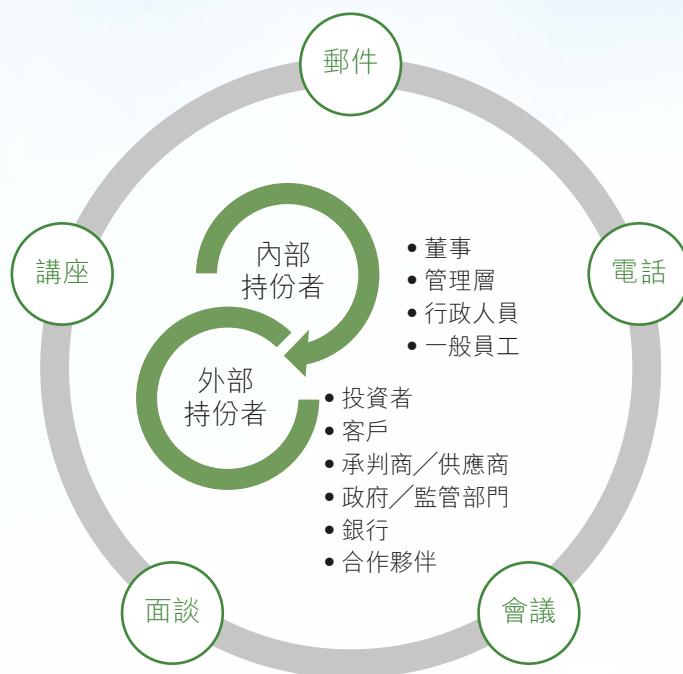 郵件
講座
電話
內部
持份者
• 董事
• 管理層
• 行政人員
• 一般員工
外部
持份者
• 投資者
• 客戶
• 承判商／供應商
• 政府／監管部門
• 銀行
• 合作夥伴
面談
會議